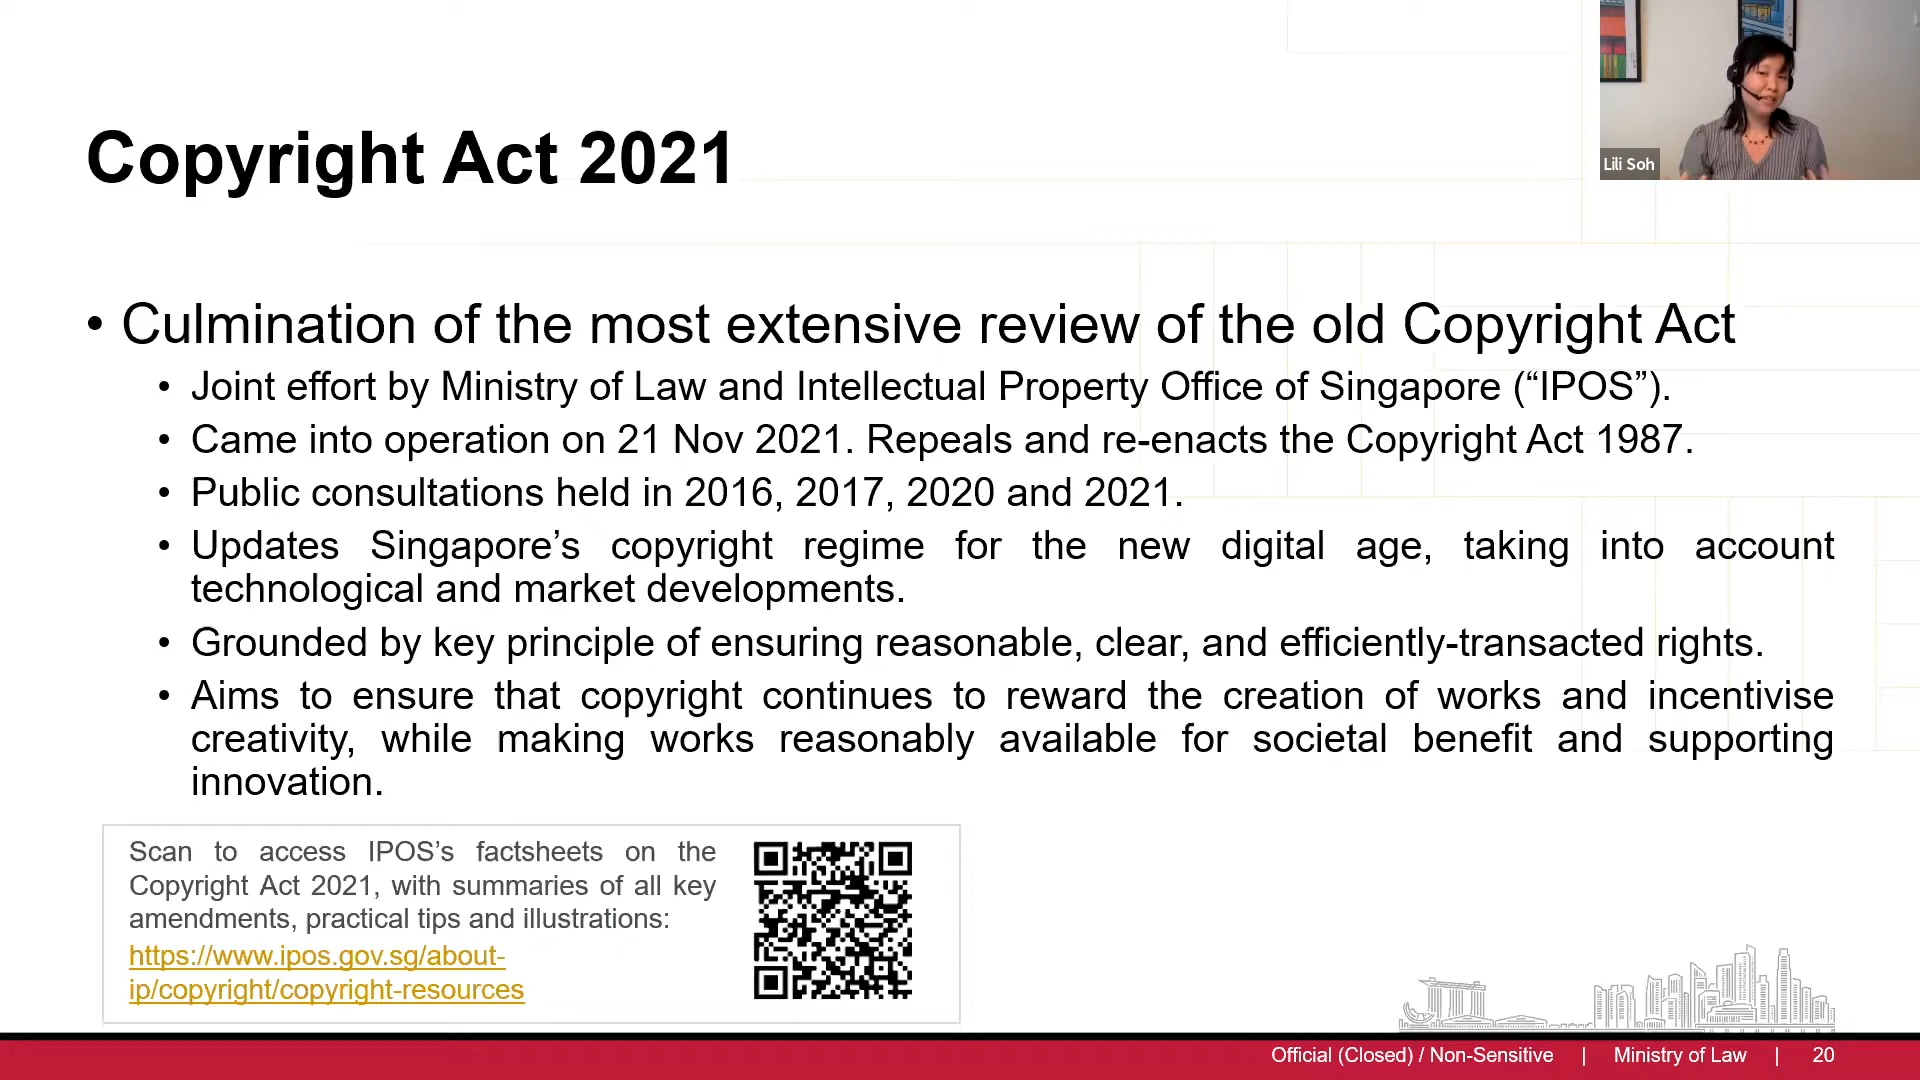 Lili Soh
Copyright Act 2021
• Culmination of the most extensive review of the old Copyright Act
• Joint effort by Ministry of Law and Intellectual Property Office of Singapore (“IPOS”).
• Came into operation on 21 Nov 2021. Repeals and re-enacts the Copyright Act 1987.
• Public consultations held in 2016, 2017, 2020 and 2021.
• Updates Singapore’s copyright regime for the new digital age, taking into account
technological and market developments.
• Grounded by key principle of ensuring reasonable, clear, and efficiently-transacted rights.
• Aims to ensure that copyright continues to reward the creation of works and incentivise
creativity, while making works reasonably available for societal benefit and supporting
innovation.
Scan to access IPOS’s factsheets on the
Copyright Act 2021, with summaries of all key
amendments, practical tips and illustrations:
https://www.ipos.gov.sg/about-
ip/copyright/copyright-resources
Official (Closed) / Non-Sensitive | Ministry of Law | 20